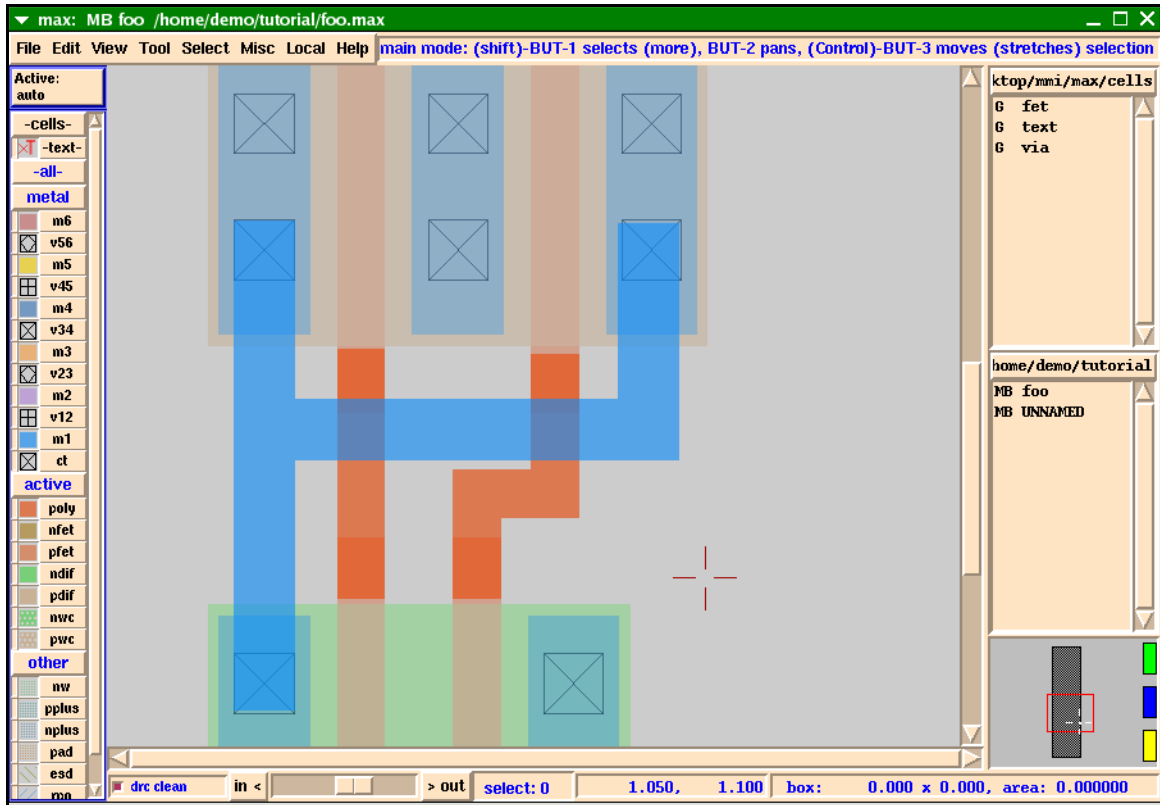 max: MB foo /home/demo/tutorial/foo.max
File Edit View Tool Select Misc Local Help main mode: (shift)-BUT-1 selects (more), BUT-2 pans, (Control)-BUT-3 moves (stretches) selection
Active:
auto
-cells-
-text-
-all-
metal
m6
v56
m5
v45
m4
v34
m3
v23
m2
v12
m1
ct
active
poly
nfet
pfet
ndif
pdif
nwc
pwc
other
nw
pplus
nplus
pad
esd
ktop/mmi/max/cells
G fet
G text
G via
home/demo/tutorial
MB foo
MB UNNAMED
drc clean in < > out select: 0 1.050, 1.100 box: 0.000 x 0.000, area: 0.000000